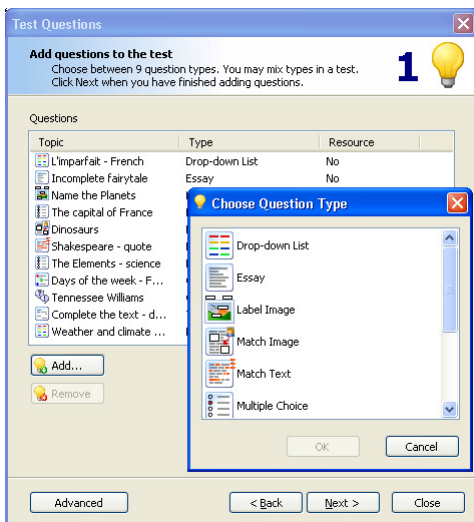 Test Questions
Add questions to the test
Choose between 9 question types. You may mix types in a test.
Click Next when you have finished adding questions.
1
Questions
Topic Type Resource
L'imparfait - French Drop-down List No
Incomplete fairytale Essay No
Name the Planets
The capital of France
Dinosaurs
Shakespeare - quote
The Elements - science
Days of the week - F...
Tennessee Williams
Complete the text - d...
Weather and climate ...
Add...
Remove
Choose Question Type
Drop-down List
Essay
Label Image
Match Image
Match Text
Multiple Choice
OK Cancel
Advanced < Back Next > Close